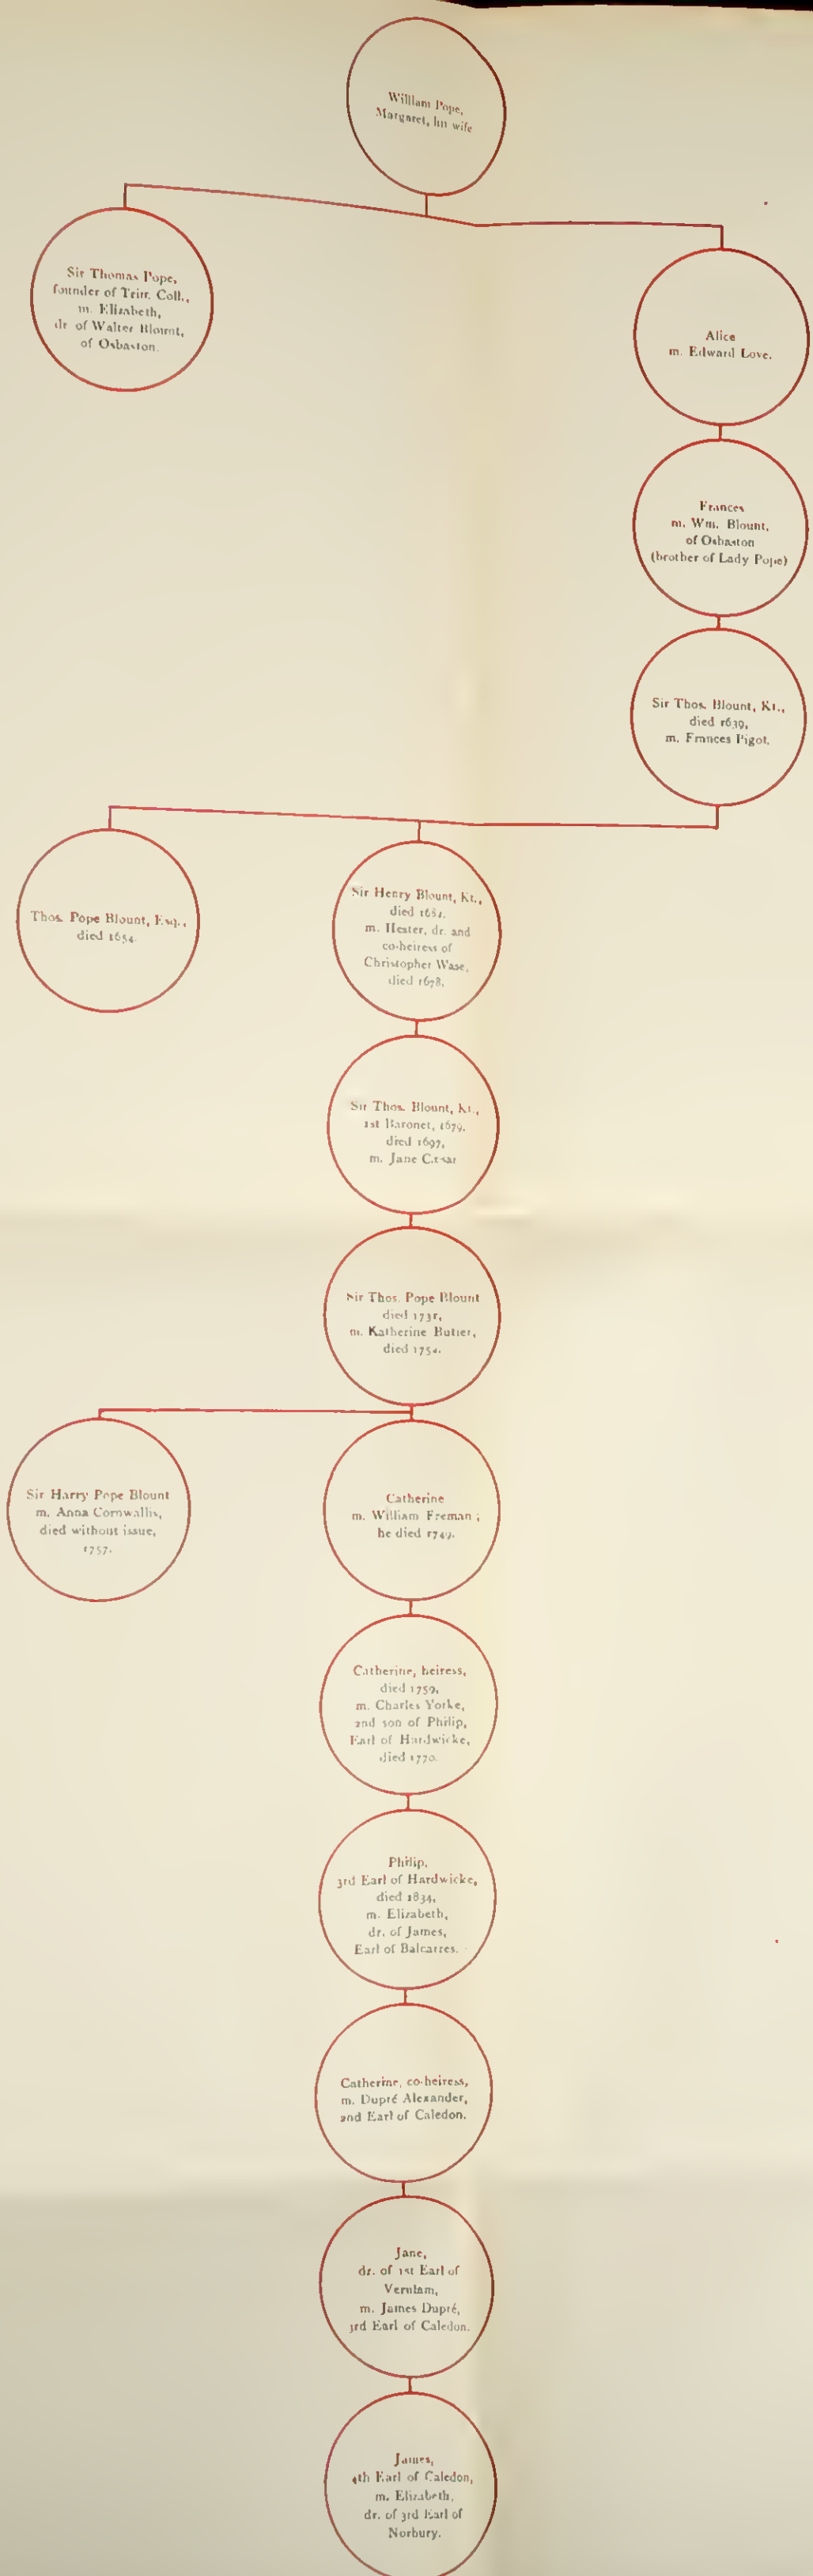 William Pope,
Margaret, his wife
Sir Thomas Pope,
founder of Trin. Coll.,
m. Elizabeth,
dr. of Walter Blount,
of Osbaston.
Alice
m. Edward Love.
Frances
m. Wm. Blount,
of Osbaston
(brother of Lady Pope)
Sir Thos. Blount, Kt.,
died 1639,
m. Frances Pigot.
Thos. Pope Blount, Esq.,
died 1654.
Sir Henry Blount, Kt.,
died 1682,
m. Hester, dr. and
co-heiress of
Christopher Wase,
died 1678.
Sir Thos. Blount, Kt.,
1st Baronet, 1679,
died 1697,
m. Jane Cæsar
Sir Thos. Pope Blount
died 1731,
m. Katherine Butler,
died 1754.
Sir Harry Pope Blount
m. Anna Cornwallis,
died without issue,
1757.
Catherine
m. William Freman;
he died 1749.
Catherine, heiress,
died 1759,
m. Charles Yorke,
2nd son of Philip,
Earl of Hardwicke,
died 1770.
Philip,
3rd Earl of Hardwicke,
died 1834,
m. Elizabeth,
dr. of James,
Earl of Balcarres.
Catherine, co-heiress,
m. Dupré Alexander,
2nd Earl of Caledon.
Jane,
dr. of 1st Earl of
Verulam,
m. James Dupré,
3rd Earl of Caledon.
James,
4th Earl of Caledon,
m. Elizabeth,
dr. of 3rd Earl of
Norbury.